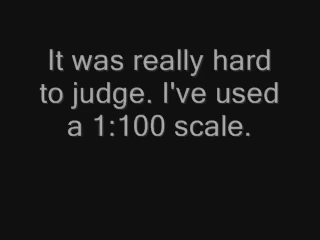 It was really hard
to judge. I've used
a 1:100 scale.